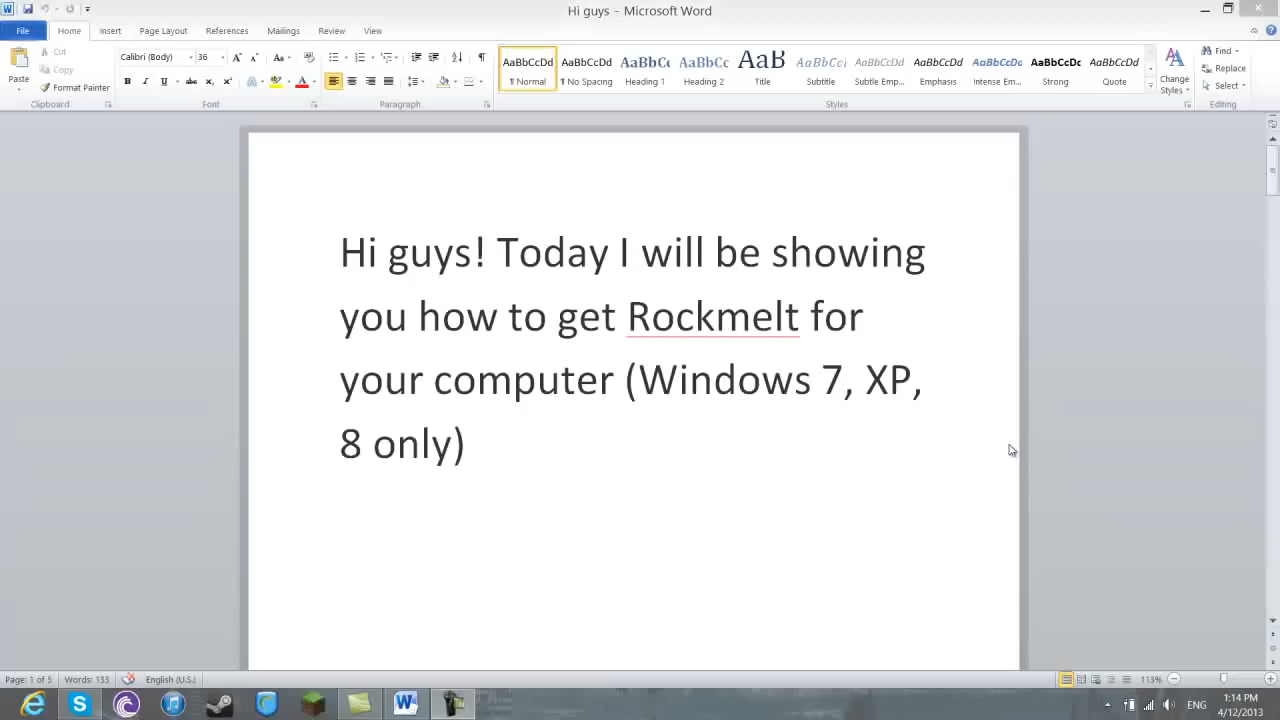 Hi guys - Microsoft Word
File Home Insert Page Layout References Mailings Review View
Paste
Cut
Copy
Format Painter
Clipboard
Calibri (Body) 36
Font
Paragraph
AaBbCcDd AaBbCcDd AaBbCc AaBbCc AaB AaBbCcI AaBbCcDd AaBbCcDd AaBbCcDd AaBbCcDc AaBbCcDd
¶ Normal ¶ No Spacing Heading 1 Heading 2 Title Subtitle Subtle Emp... Emphasis Intense Em... Strong Quote
Styles
Change
Styles
Find
Replace
Select
Editing
Hi guys! Today I will be showing
you how to get Rockmelt for
your computer (Windows 7, XP,
8 only)
Page: 1 of 5 Words: 133 English (U.S.) 113%
ENG
1:14 PM
4/12/2013